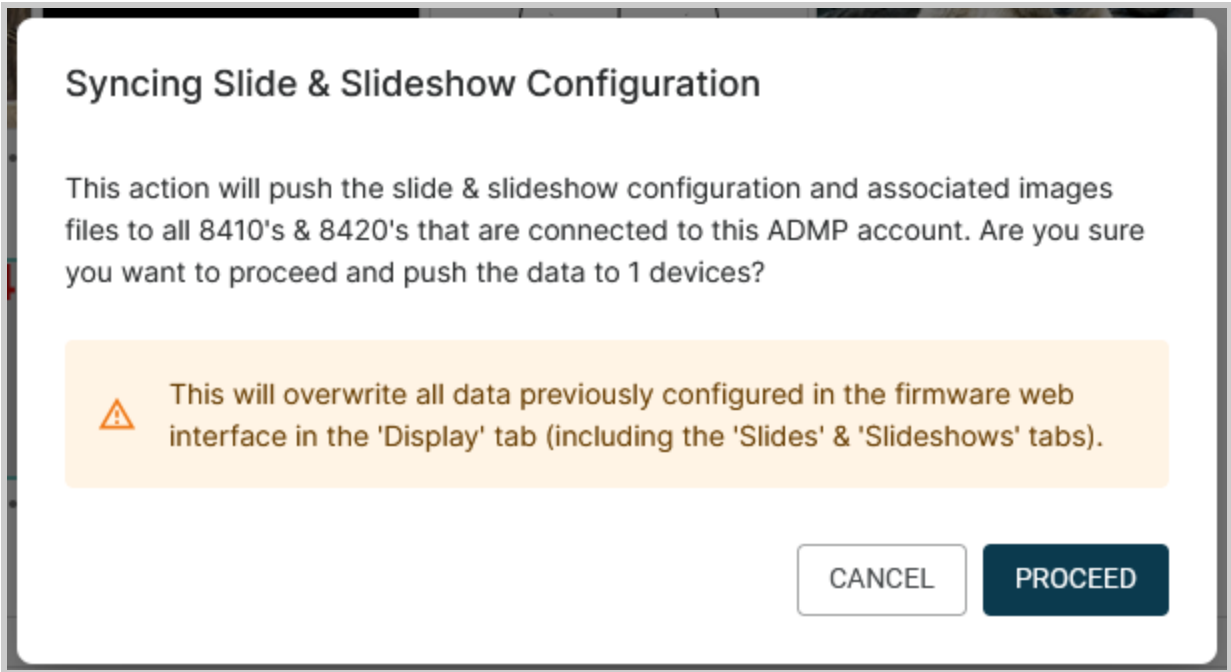 Syncing Slide & Slideshow Configuration
This action will push the slide & slideshow configuration and associated images
files to all 8410's & 8420's that are connected to this ADMP account. Are you sure
you want to proceed and push the data to 1 devices?
This will overwrite all data previously configured in the firmware web
interface in the 'Display' tab (including the 'Slides' & 'Slideshows' tabs).
CANCEL
PROCEED